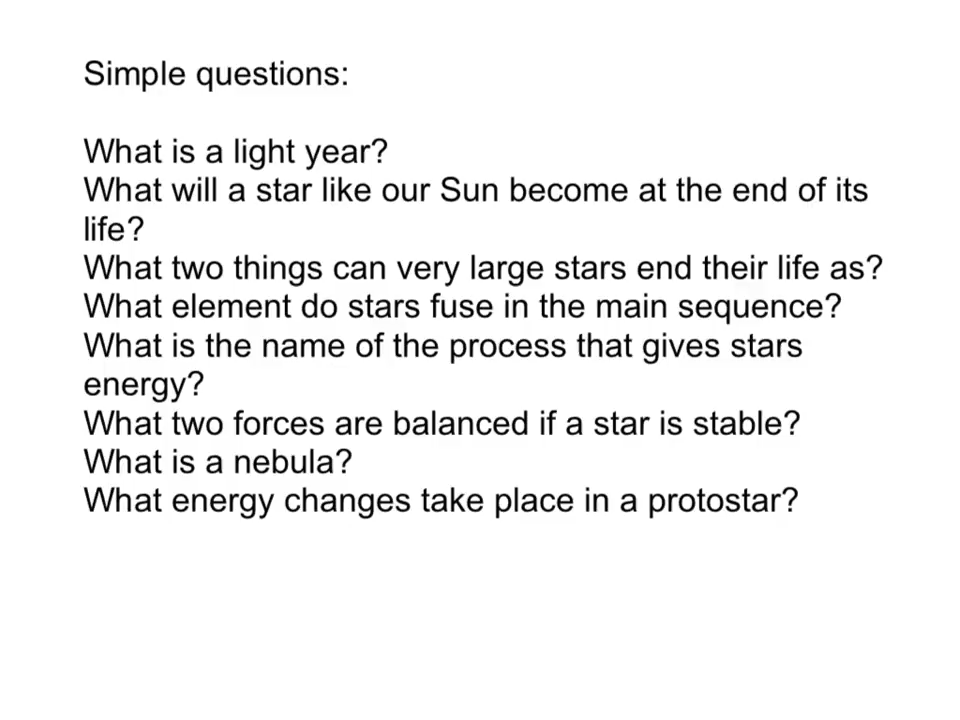 Simple questions:
What is a light year?
What will a star like our Sun become at the end of its
life?
What two things can very large stars end their life as?
What element do stars fuse in the main sequence?
What is the name of the process that gives stars
energy?
What two forces are balanced if a star is stable?
What is a nebula?
What energy changes take place in a protostar?